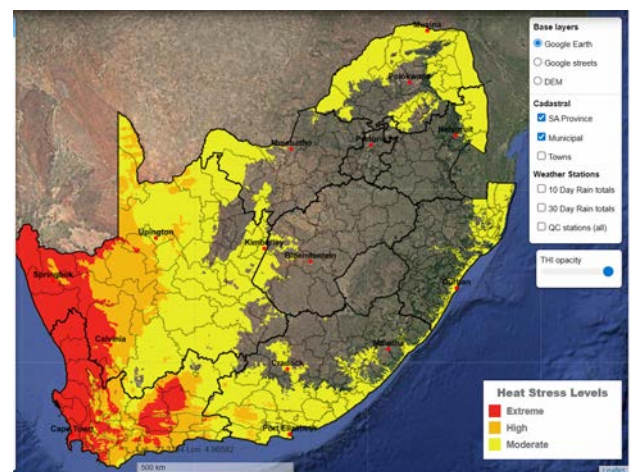 Musina
Polokwane
Nelspruit
Pretoria
Upington
Kimberley
Bloemfontein
Springbok
Durban
Calvinia
Cradock
Cape Town
Port Elizabeth
500 km
Base layers
Google Earth
Google streets
DEM
Cadastral
SA Province
Municipal
Towns
Weather Stations
10 Day Rain totals
30 Day Rain totals
QC stations (all)
THI opacity
Heat Stress Levels
Extreme
High
Moderate
Leaflet